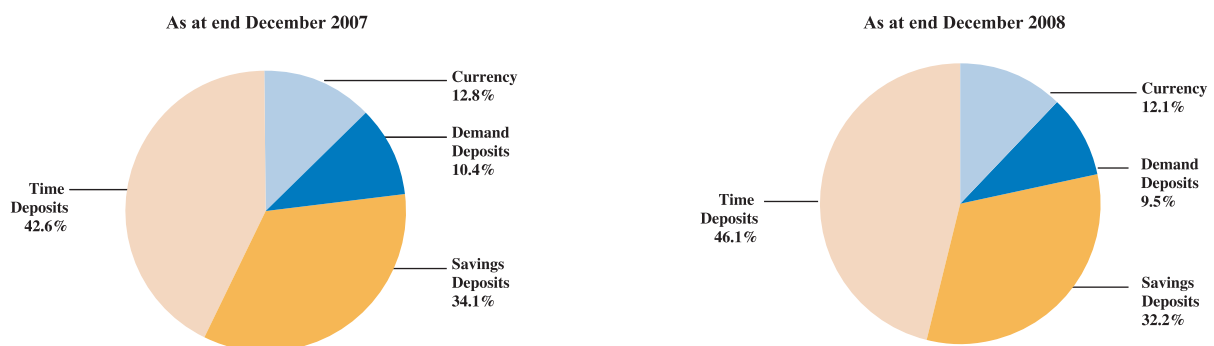 As at end December 2007
Currency
12.8%
Demand
Deposits
10.4%
Time
Deposits
42.6%
Savings
Deposits
34.1%
As at end December 2008
Currency
12.1%
Demand
Deposits
9.5%
Time
Deposits
46.1%
Savings
Deposits
32.2%